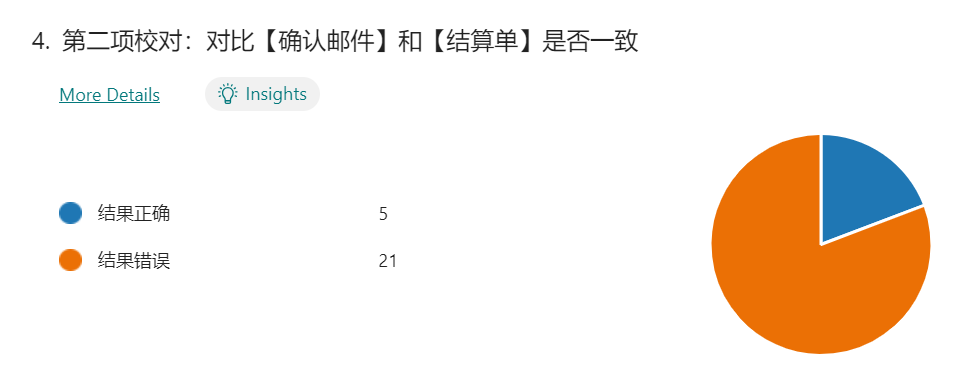 4. 第二项校对：对比【确认邮件】和【结算单】是否一致
More Details
Insights
结果正确 5
结果错误 21